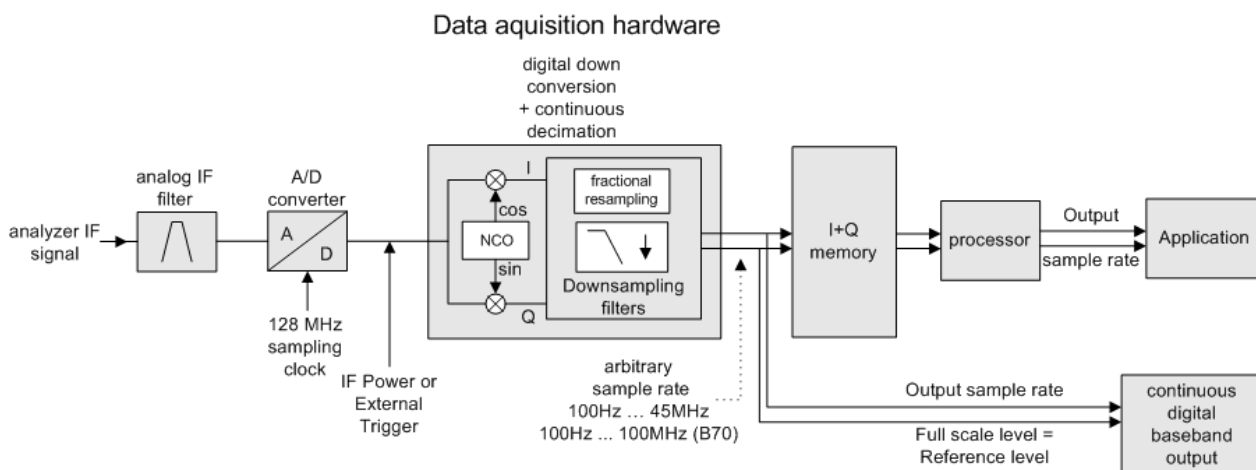 Data aquisition hardware
digital down
conversion
+ continuous
decimation
analog IF
filter
A/D
converter
analyzer IF
signal
A
D
128 MHz
sampling
clock
IF Power or
External
Trigger
I
cos
NCO
sin
Q
fractional
resampling
Downsampling
filters
arbitrary
sample rate
100Hz ... 45MHz
100Hz ... 100MHz (B70)
I+Q
memory
processor
Output
sample rate
Application
Output sample rate
Full scale level =
Reference level
continuous
digital
baseband
output